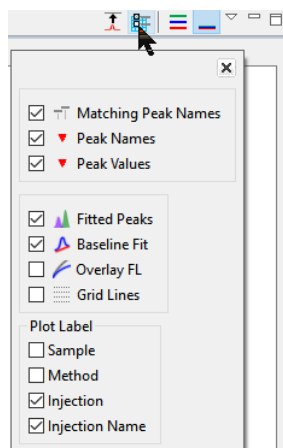 Matching Peak Names
Peak Names
Peak Values
Fitted Peaks
Baseline Fit
Overlay FL
Grid Lines
Plot Label
Sample
Method
Injection
Injection Name